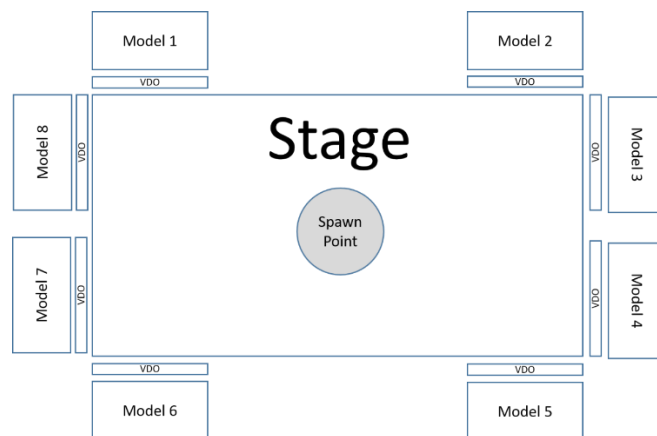 Model 1
Model 2
VDO
VDO
Stage
Model 8
VDO
VDO
Model 3
Spawn
Point
Model 7
VDO
VDO
Model 4
VDO
VDO
Model 6
Model 5